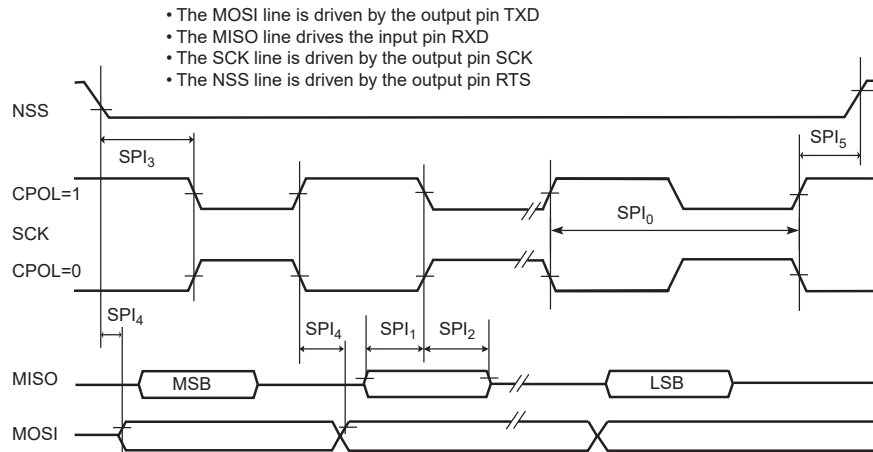 • The MOSI line is driven by the output pin TXD
• The MISO line drives the input pin RXD
• The SCK line is driven by the output pin SCK
• The NSS line is driven by the output pin RTS
NSS
SPI3
SPI5
CPOL=1
SPI0
SCK
CPOL=0
SPI4
SPI4
SPI1
SPI2
MISO
MSB
LSB
MOSI